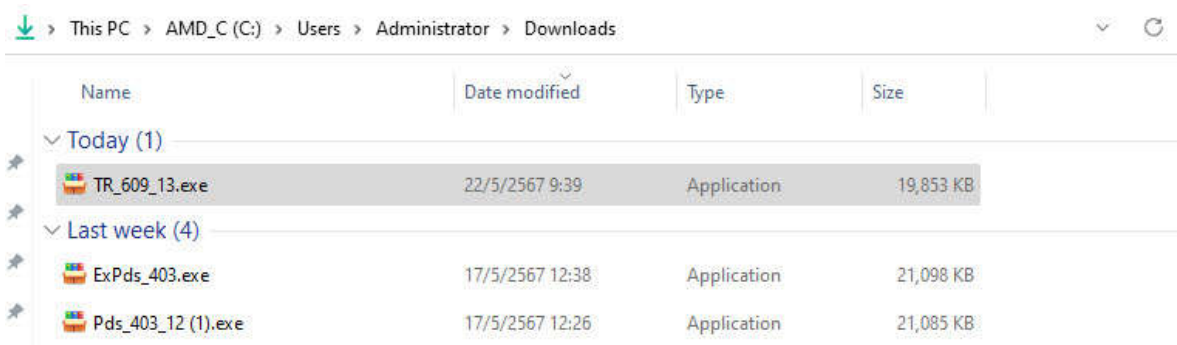 This PC > AMD_C (C:) > Users > Administrator > Downloads
Name Date modified Type Size
Today (1)
TR_609_13.exe 22/5/2567 9:39 Application 19,853 KB
Last week (4)
ExPds_403.exe 17/5/2567 12:38 Application 21,098 KB
Pds_403_12 (1).exe 17/5/2567 12:26 Application 21,085 KB